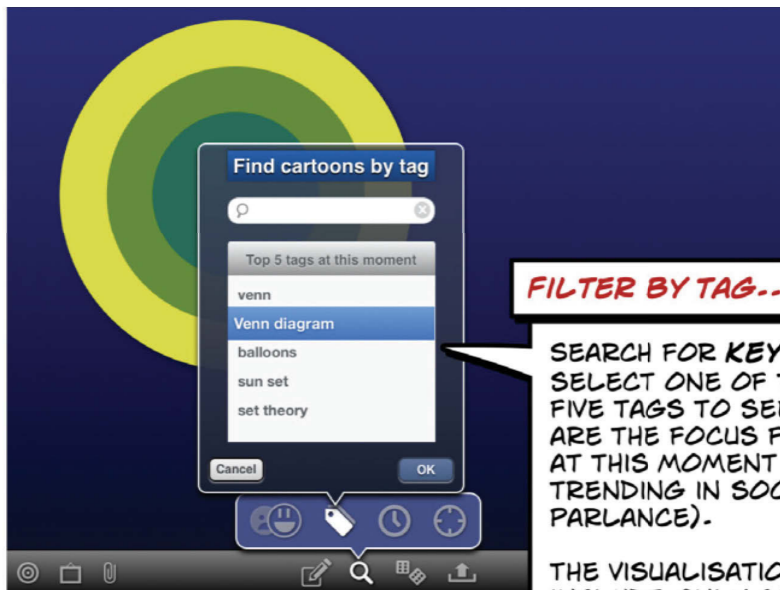 Find cartoons by tag
Top 5 tags at this moment
venn
Venn diagram
balloons
sun set
set theory
Cancel
OK
FILTER BY TAG..
SEARCH FOR KEY
SELECT ONE OF
FIVE TAGS TO
ARE THE FOCUS
AT THIS MOMENT
TRENDING IN
PARLANCE).
THE